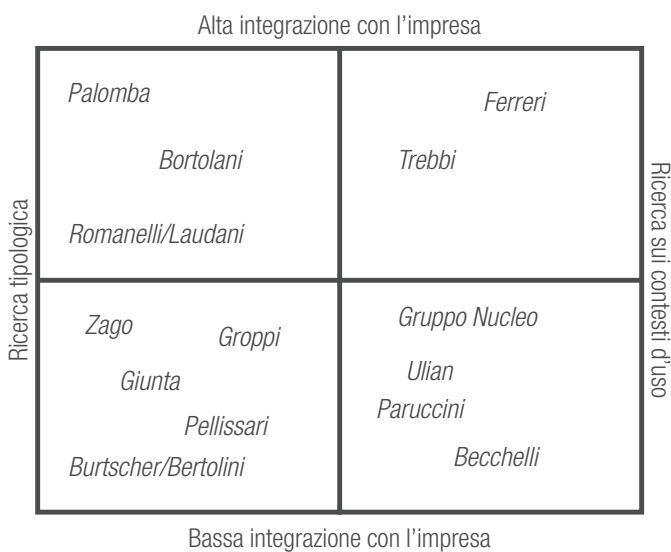 Alta integrazione con l'impresa
Ricerca tipologica
Palomba
Bortolani
Romanelli/Laudani
Ferreri
Trebbi
Ricerca sui contesti d'uso
Zago
Groppi
Giunta
Pellissari
Burtscher/Bertolini
Gruppo Nucleo
Ulian
Paruccini
Becchelli
Bassa integrazione con l'impresa